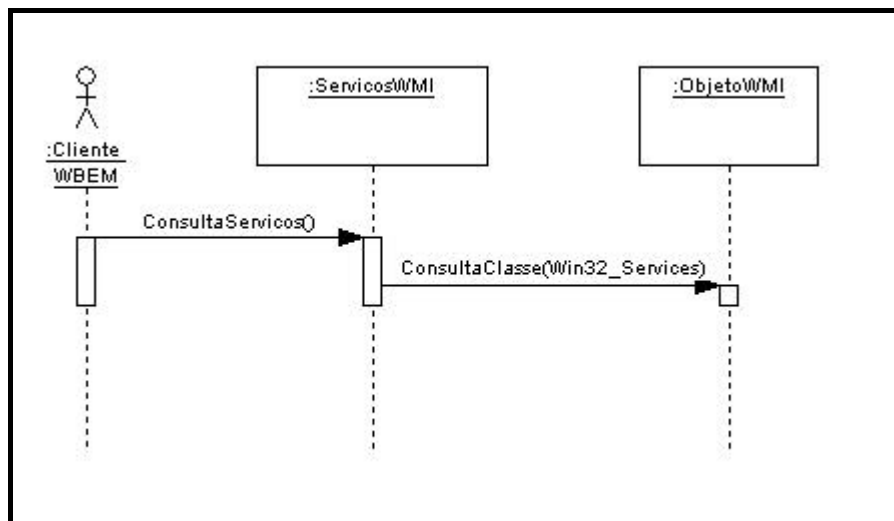 :ServicosWMI
:ObjetoWMI
:Cliente
WBEM
ConsultaServicos()
ConsultaClasse(Win32_Services)